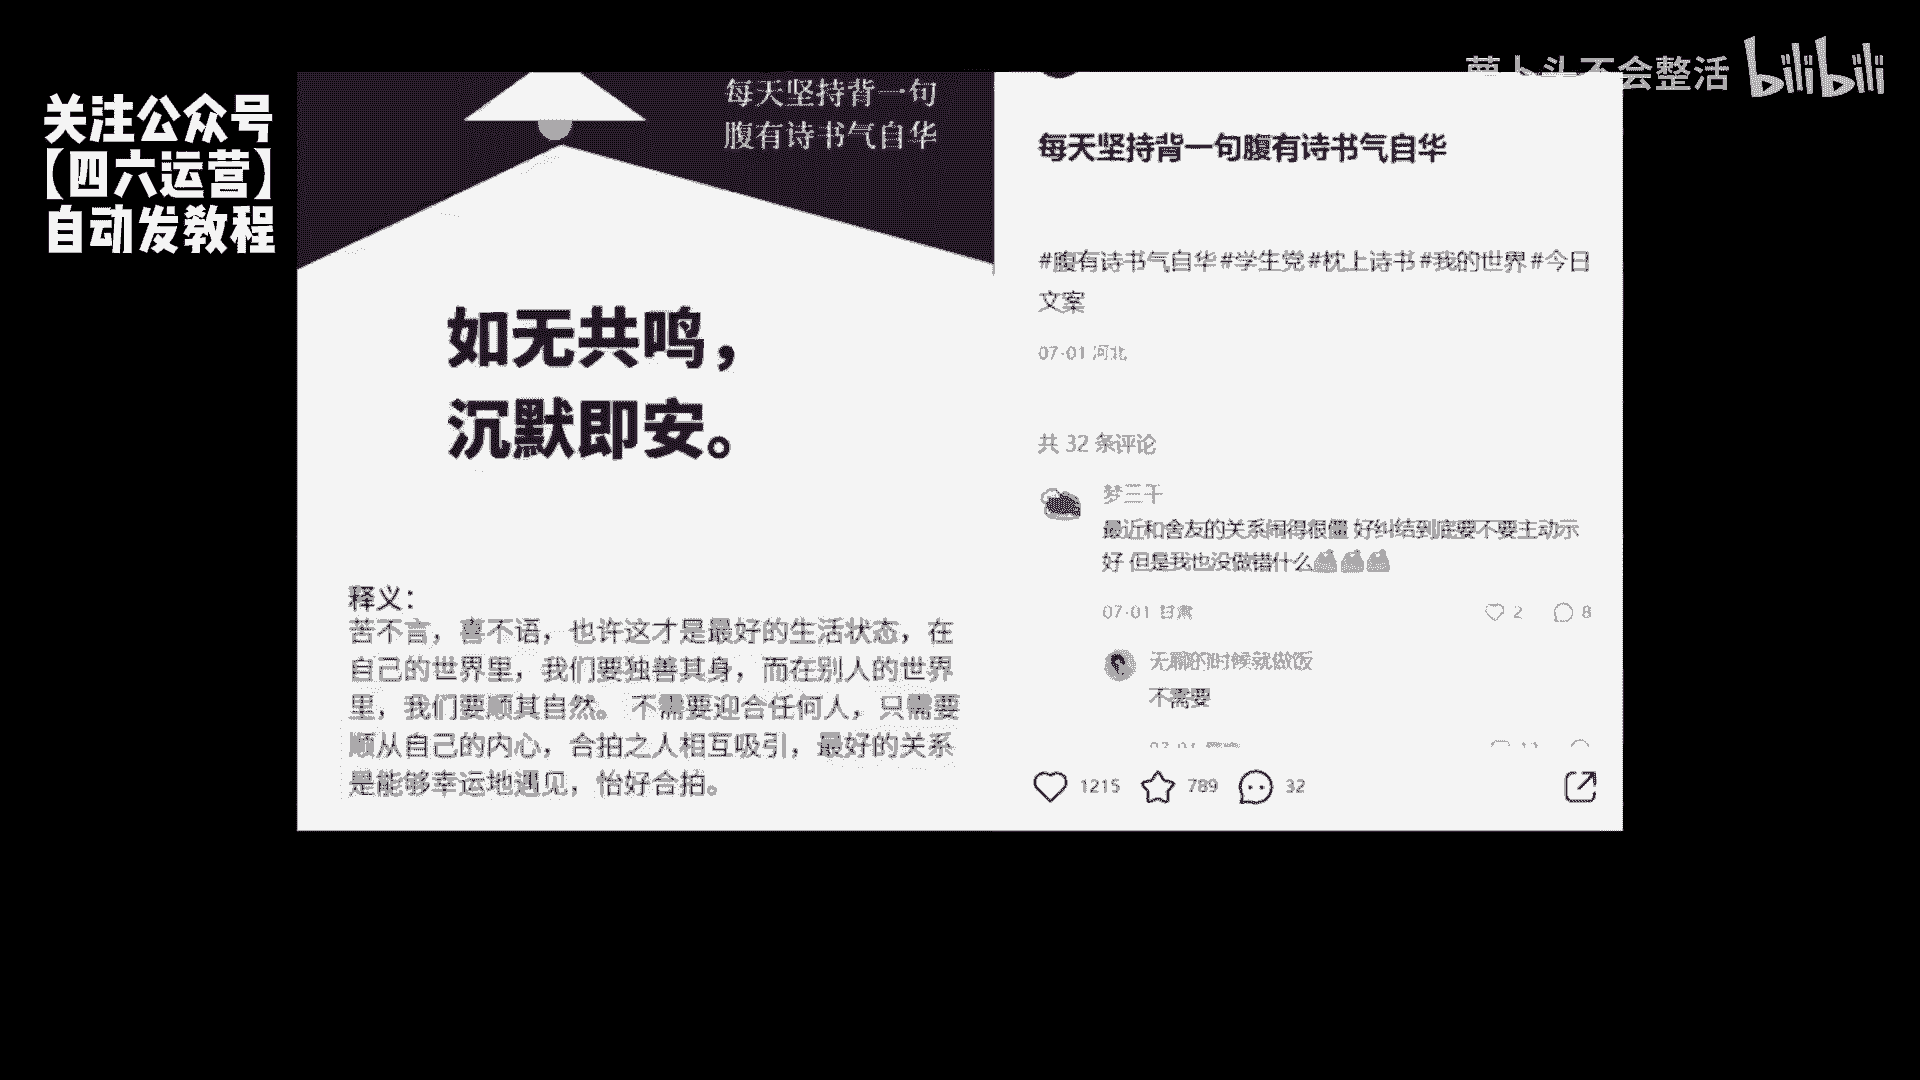 关注公众号
【四六运营】
自动发教程
萝卜头不会整活 bilibili
每天坚持背一句
腹有诗书气自华
如无共鸣，
沉默即安。
释义：
苦不言，喜不语，也许这才是最好的生活状态，在
自己的世界里，我们要独善其身，而在别人的世界
里，我们要顺其自然。 不需要迎合任何人，只需要
顺从自己的内心，合拍之人相互吸引，最好的关系
是能够幸运地遇见，恰好合拍。
每天坚持背一句腹有诗书气自华
#腹有诗书气自华 #学生党 #枕上诗书 #我的世界 #今日
文案
07-01 河北
共 32 条评论
梦三千
最近和舍友的关系闹得很僵 好纠结到底要不要主动示
好 但是我也没做错什么
07-01 甘肃
2
8
无聊的时候就做饭
不需要
1215
789
32